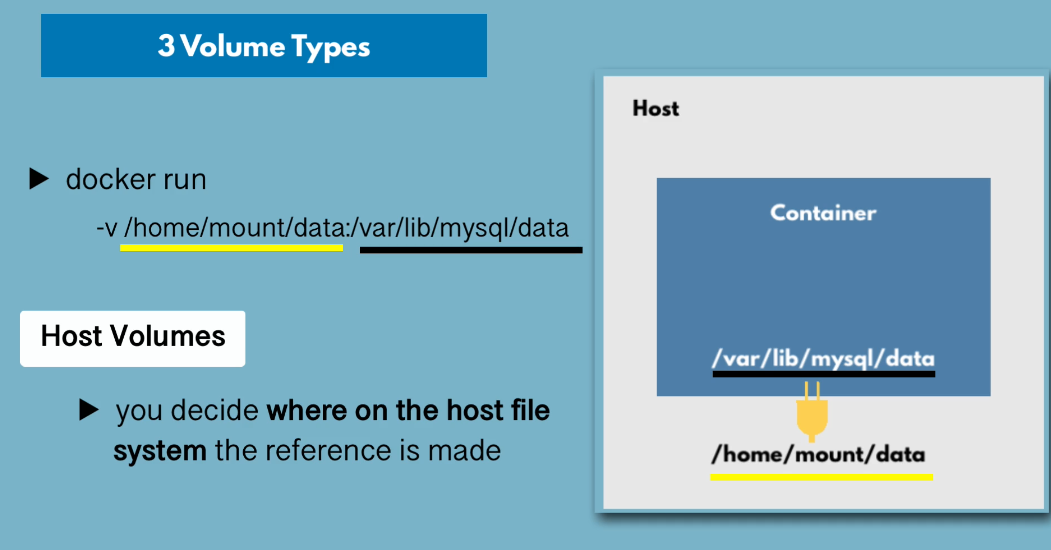 3 Volume Types
docker run
-v /home/mount/data:/var/lib/mysql/data
Host Volumes
you decide where on the host file
system the reference is made
Host
Container
/var/lib/mysql/data
/home/mount/data